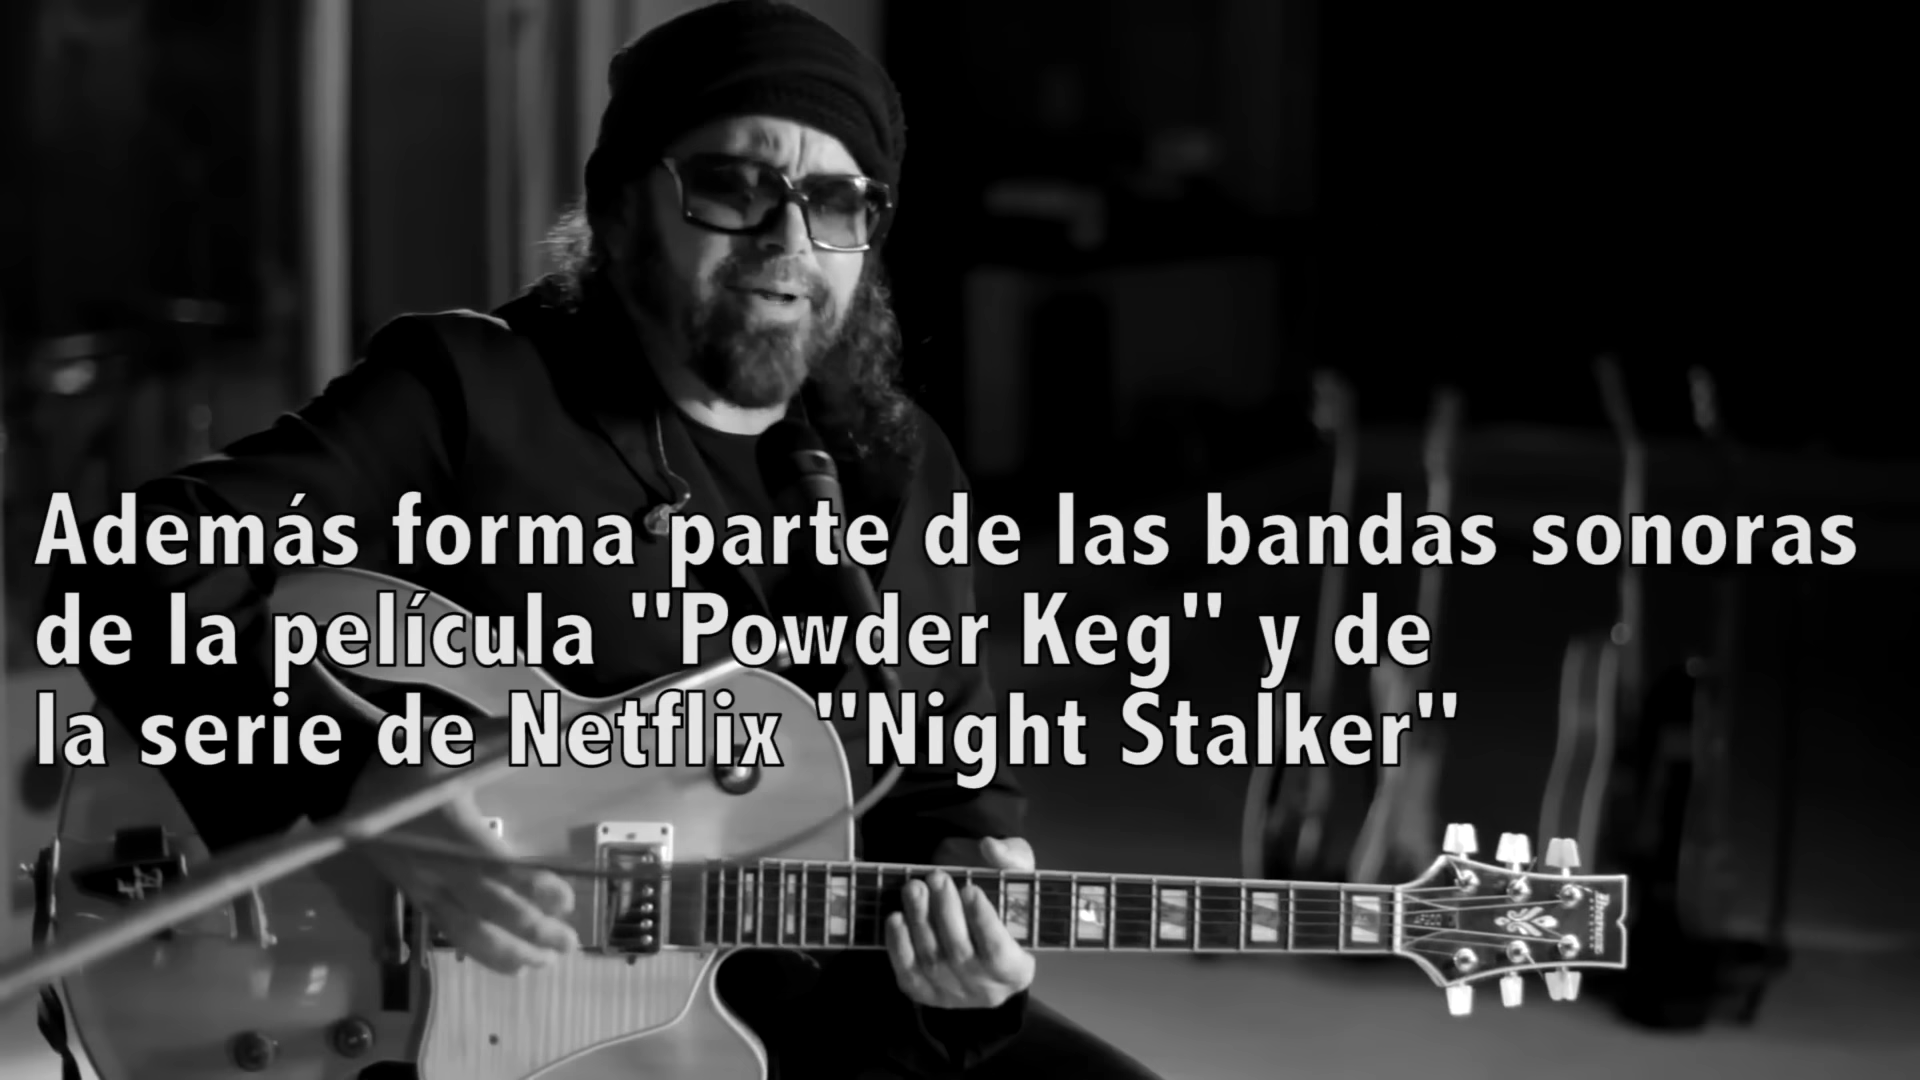 Además forma parte de las bandas sonoras
de la película "Powder Keg" y de
la serie de Netflix "Night Stalker"
Ibanez